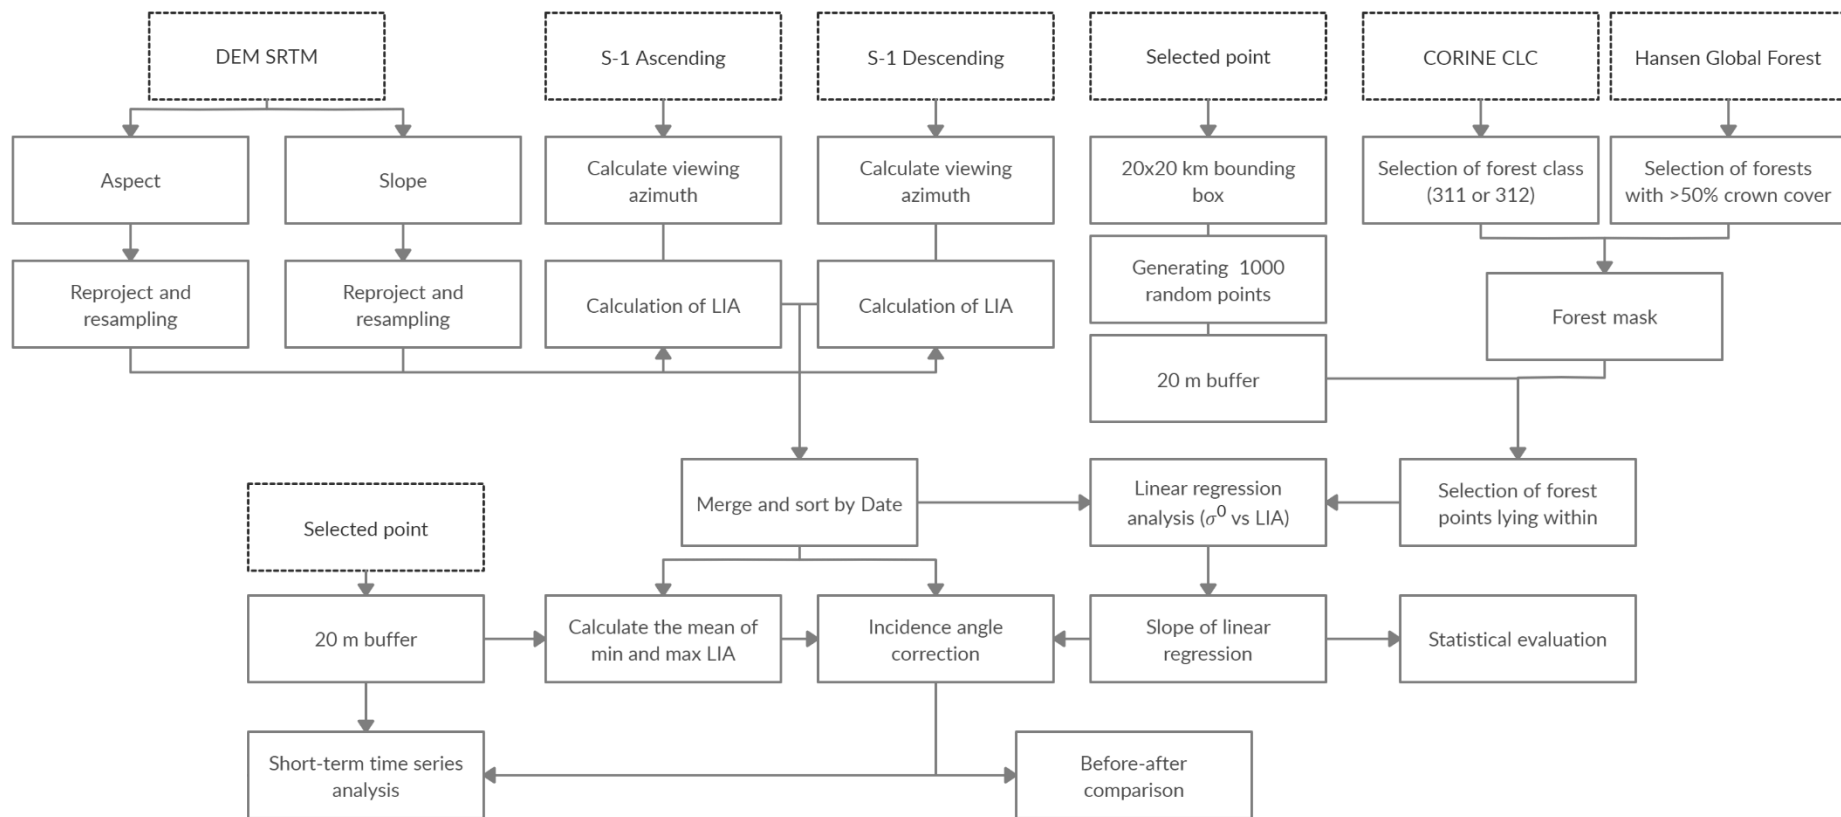 DEM SRTM
S-1 Ascending
S-1 Descending
Selected point
CORINE CLC
Hansen Global Forest
Aspect
Slope
Calculate viewing
azimuth
Calculate viewing
azimuth
20x20 km bounding
box
Selection of forest class
(311 or 312)
Selection of forests
with >50% crown cover
Reproject and
resampling
Reproject and
resampling
Calculation of LIA
Calculation of LIA
Generating 1000
random points
Forest mask
20 m buffer
Merge and sort by Date
Linear regression
analysis (σ⁰ vs LIA)
Selection of forest
points lying within
Selected point
20 m buffer
Calculate the mean of
min and max LIA
Incidence angle
correction
Slope of linear
regression
Statistical evaluation
Short-term time series
analysis
Before-after
comparison